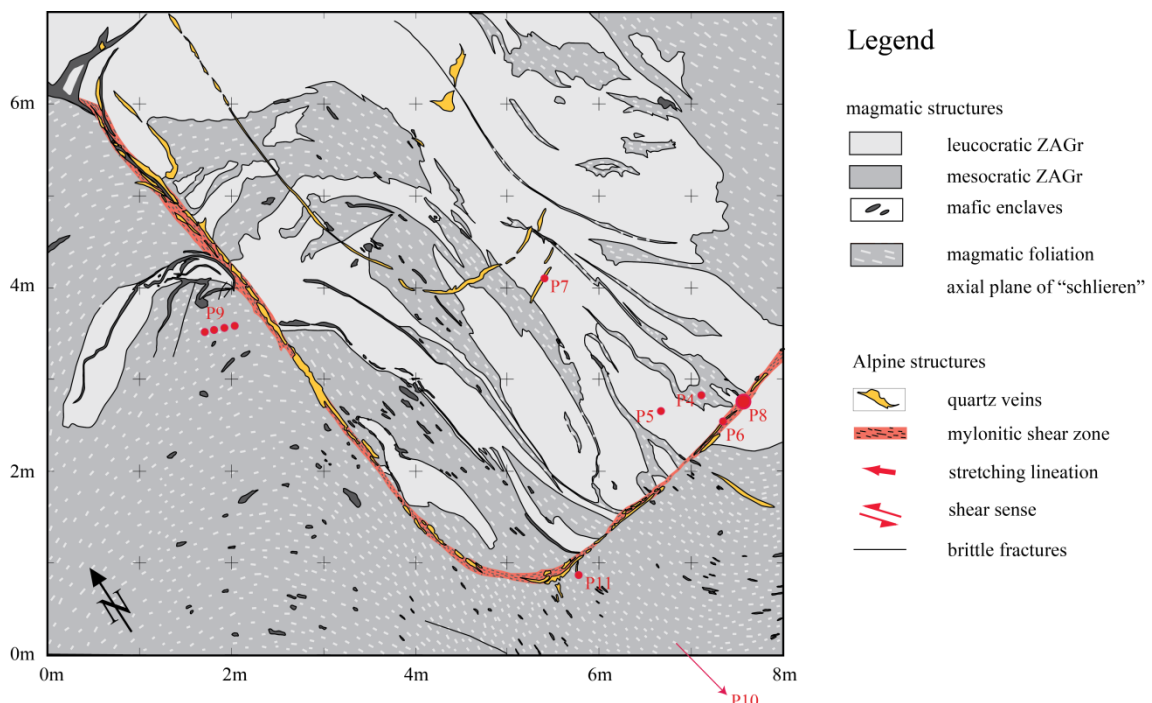 Legend
magmatic structures
leucocratic ZAGr
mesocratic ZAGr
mafic enclaves
magmatic foliation
axial plane of “schlieren”
Alpine structures
quartz veins
mylonitic shear zone
stretching lineation
shear sense
brittle fractures
6m
4m
P7
P9
P4
P5
P8
P6
2m
P11
N
0m
2m
4m
6m
8m
P10